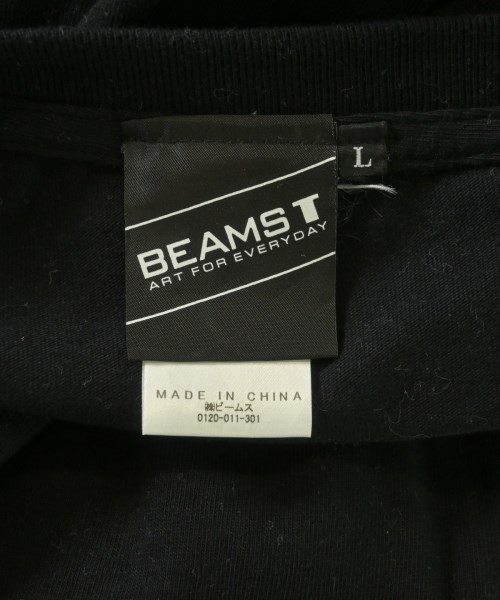 L
BEAMS T
ART FOR EVERYDAY
MADE IN CHINA
㈱ビームス
0120-011-301